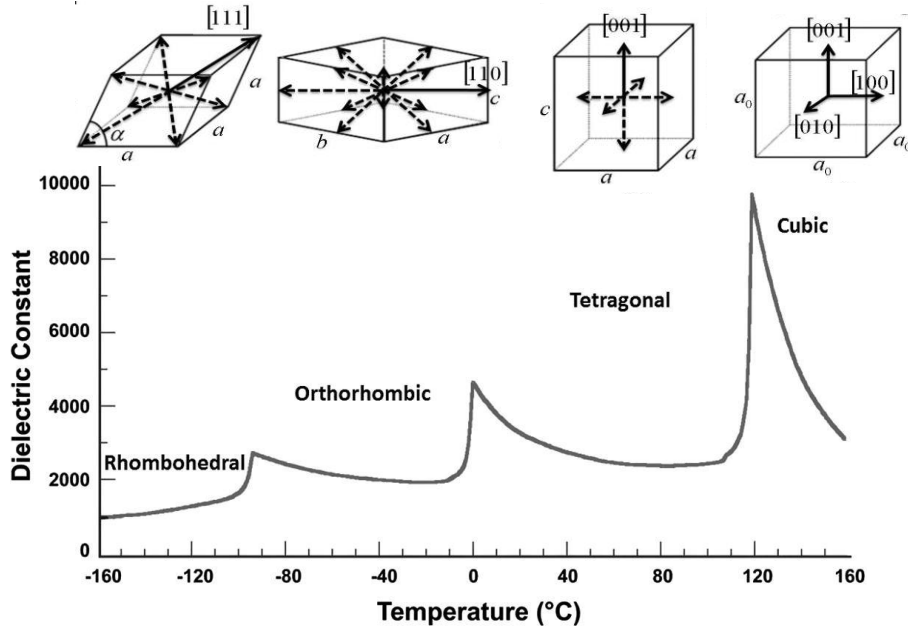 [111]
α
a
a
a
[110]
c
b
a
[001]
c
a
a
[001]
[100]
[010]
a₀
a₀
a₀
Dielectric Constant
10000
8000
6000
4000
2000
0
Rhombohedral
Orthorhombic
Tetragonal
Cubic
-160
-120
-80
-40
0
40
80
120
160
Temperature (°C)